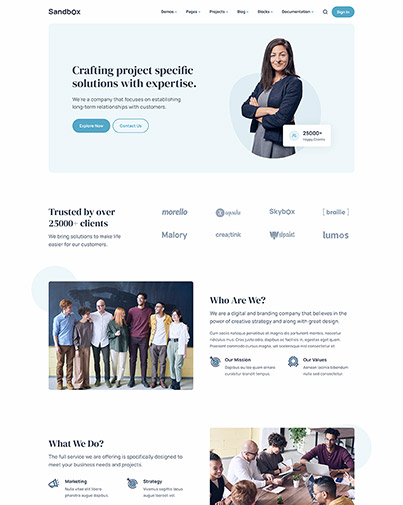 Sandbox
Demos Pages Projects Blog Blocks Documentation Sign In
Crafting project specific
solutions with expertise.
We're a company that focuses on establishing
long-term relationships with customers.
Explore Now Contact Us
25000+
Happy Clients
Trusted by over
25000+ clients
We bring solutions to make life
easier for our customers.
morello Skybox [ braille ]
Malory creatink lumos
Who Are We?
We are a digital and branding company that believes in the
power of creative strategy and along with great design.
Cum sociis natoque penatibus et magnis dis parturient montes, nascetur
ridiculus mus. Cras justo odio, dapibus ac facilisis in, egestas eget quam.
Praesent commodo cursus magna, vel scelerisque nisl consectetur et.
Our Mission
Dapibus eu leo quam ornare
curabitur blandit tempus.
Our Values
Aenean lacinia bibendum
nulla sed consectetur.
What We Do?
The full service we are offering is specifically designed to
meet your business needs and projects.
Marketing
Nulla vitae elit libero
pharetra augue dapibus.
Strategy
Vivamus sagittis lacus
augue laoreet vel.